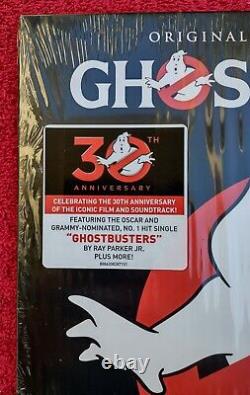 ORIGINAL
GHOS
30TH
ANNIVERSARY
CELEBRATING THE 30TH ANNIVERSARY
OF THE ICONIC FILM AND SOUNDTRACK!
FEATURING THE OSCAR AND
GRAMMY-NOMINATED, NO. 1 HIT SINGLE
"GHOSTBUSTERS"
BY RAY PARKER JR.
PLUS MORE!